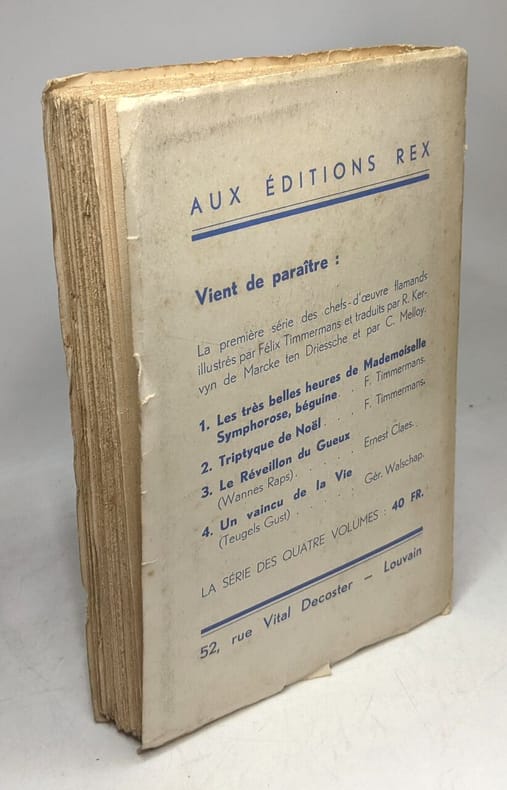 AUX ÉDITIONS REX
Vient de paraître :
La première série des chefs-d'œuvre flamands
illustrés par Félix Timmermans et traduits par R. Ker-
vyn de Marcke ten Driessche et par C. Melloy.
1. Les très belles heures de Mademoiselle
Symphorose, béguine . . F. Timmermans.
2. Triptyque de Noël . . . F. Timmermans.
3. Le Réveillon du Gueux
(Wannes Raps) . . . . . Ernest Claes.
4. Un vaincu de la Vie
(Teugels Gust) . . . . . Gér. Walschap.
LA SÉRIE DES QUATRE VOLUMES : 40 FR.
52, rue Vital Decoster — Louvain